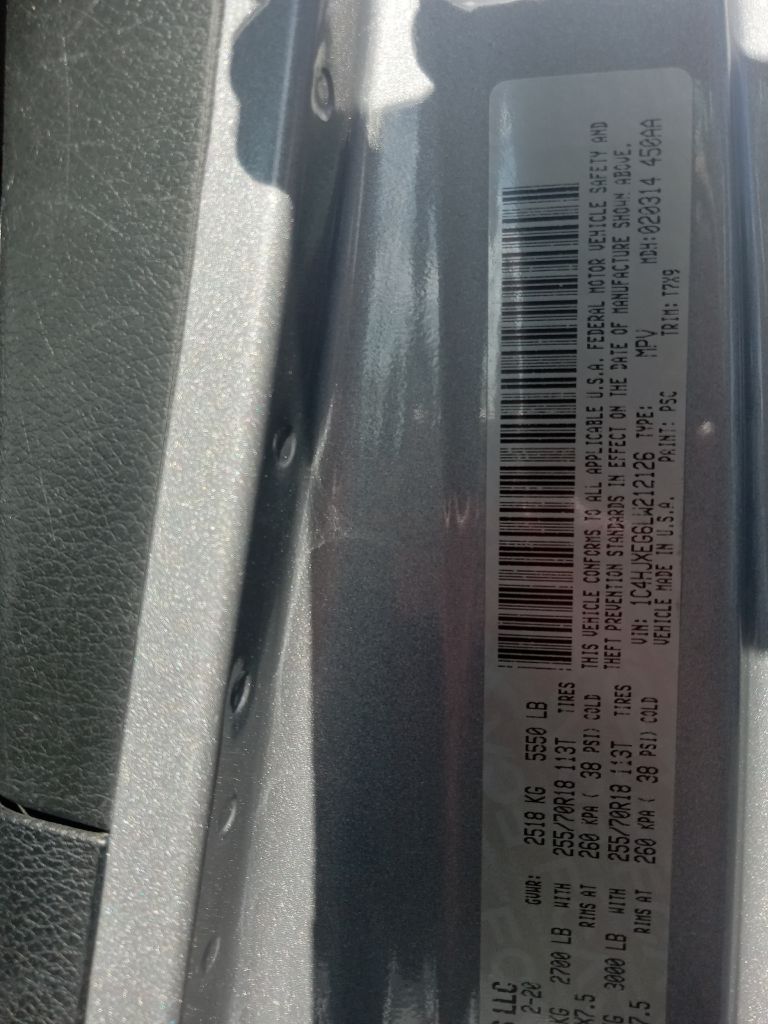 S LLC
2-20 GVWR: 2518 KG 5550 LB
KG 2700 LB WITH 255/70R18 113T TIRES
X7.5 RIMS AT 260 KPA ( 38 PSI) COLD
G 3000 LB WITH 255/70R18 113T TIRES
7.5 RIMS AT 260 KPA ( 38 PSI) COLD
THIS VEHICLE CONFORMS TO ALL APPLICABLE U.S.A. FEDERAL MOTOR VEHICLE SAFETY AND
THEFT PREVENTION STANDARDS IN EFFECT ON THE DATE OF MANUFACTURE SHOWN ABOVE.
VIN: 1C4HJXEG6LW212126 TYPE: MPV MDH:020314 450AA
VEHICLE MADE IN U.S.A. PAINT: PSC TRIM: T7X9